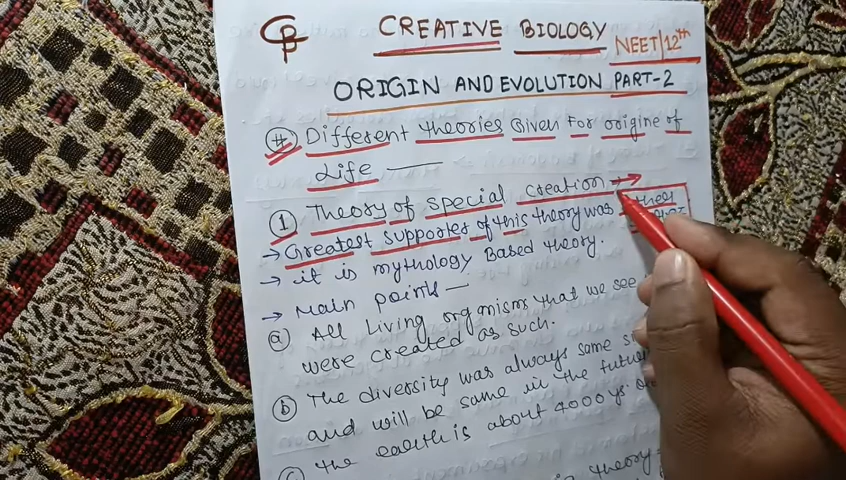 CB
CREATIVE BIOLOGY
NEET/12th
ORIGIN AND EVOLUTION PART-2
# Different theories Given For origine of
Life —
① Theory of special creation →
→ Greatest supporter of this theory was
→ it is mythology Based theory.
→ Main points —
ⓐ All Living organisms that we see
were created as such.
ⓑ The diversity was always same
and will be same in the future
ⓒ The earth is about 4000 ys.
theory